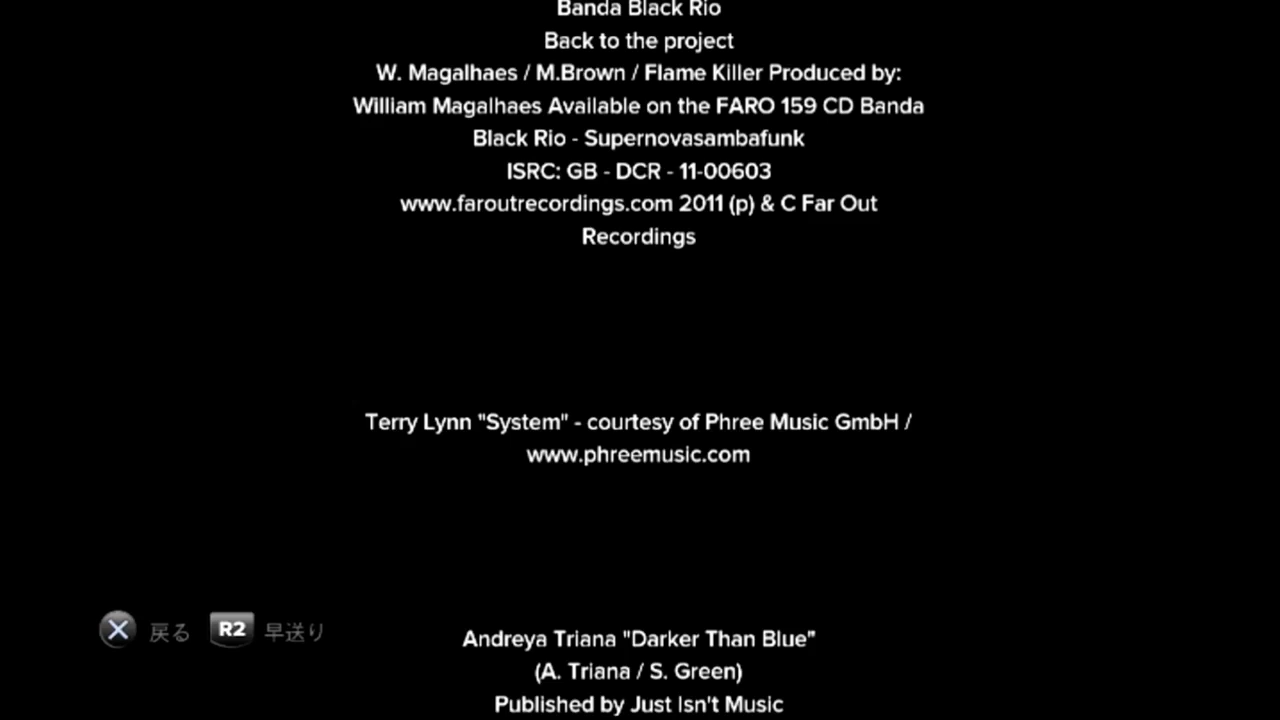 Banda Black Rio
Back to the project
W. Magalhaes / M.Brown / Flame Killer Produced by:
William Magalhaes Available on the FARO 159 CD Banda
Black Rio - Supernovasambafunk
ISRC: GB - DCR - 11-00603
www.faroutrecordings.com 2011 (p) & C Far Out
Recordings
Terry Lynn "System" - courtesy of Phree Music GmbH /
www.phreemusic.com
戻る R2 早送り
Andreya Triana "Darker Than Blue"
(A. Triana / S. Green)
Published by Just Isn't Music